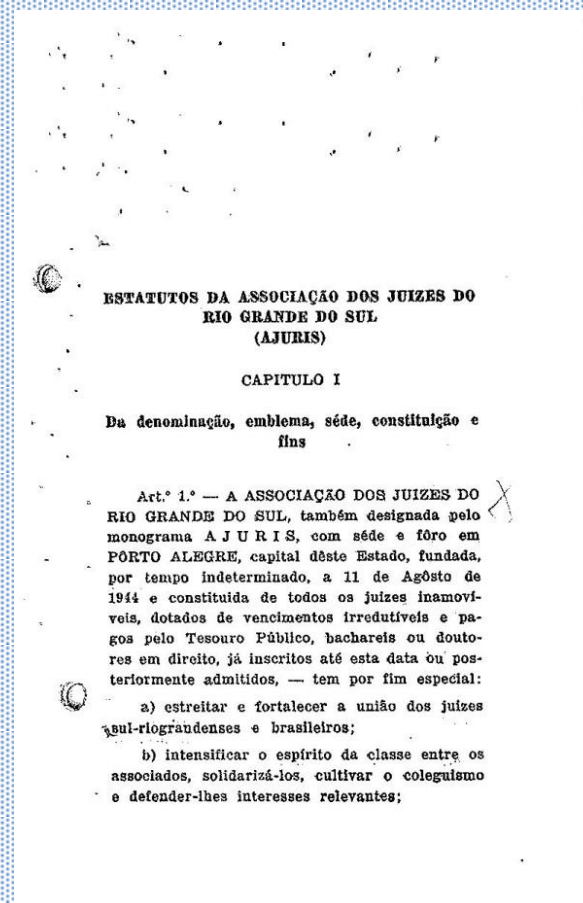 ESTATUTOS DA ASSOCIAÇÃO DOS JUIZES DO
RIO GRANDE DO SUL
(AJURIS)
CAPITULO I
Da denominação, emblema, séde, constituição e
fins
Art.º 1.º — A ASSOCIAÇÃO DOS JUIZES DO
RIO GRANDE DO SUL, também designada pelo
monograma A J U R I S, com séde e fôro em
PÔRTO ALEGRE, capital dêste Estado, fundada,
por tempo indeterminado, a 11 de Agôsto de
1944 e constituida de todos os juizes inamoví-
veis, dotados de vencimentos irredutíveis e pa-
gos pelo Tesouro Público, bachareis ou douto-
res em direito, já inscritos até esta data ou pos-
teriormente admitidos, — tem por fim especial:
a) estreitar e fortalecer a união dos juizes
sul-riograndenses e brasileiros;
b) intensificar o espírito da classe entre os
associados, solidarizá-los, cultivar o coleguismo
e defender-lhes interesses relevantes;